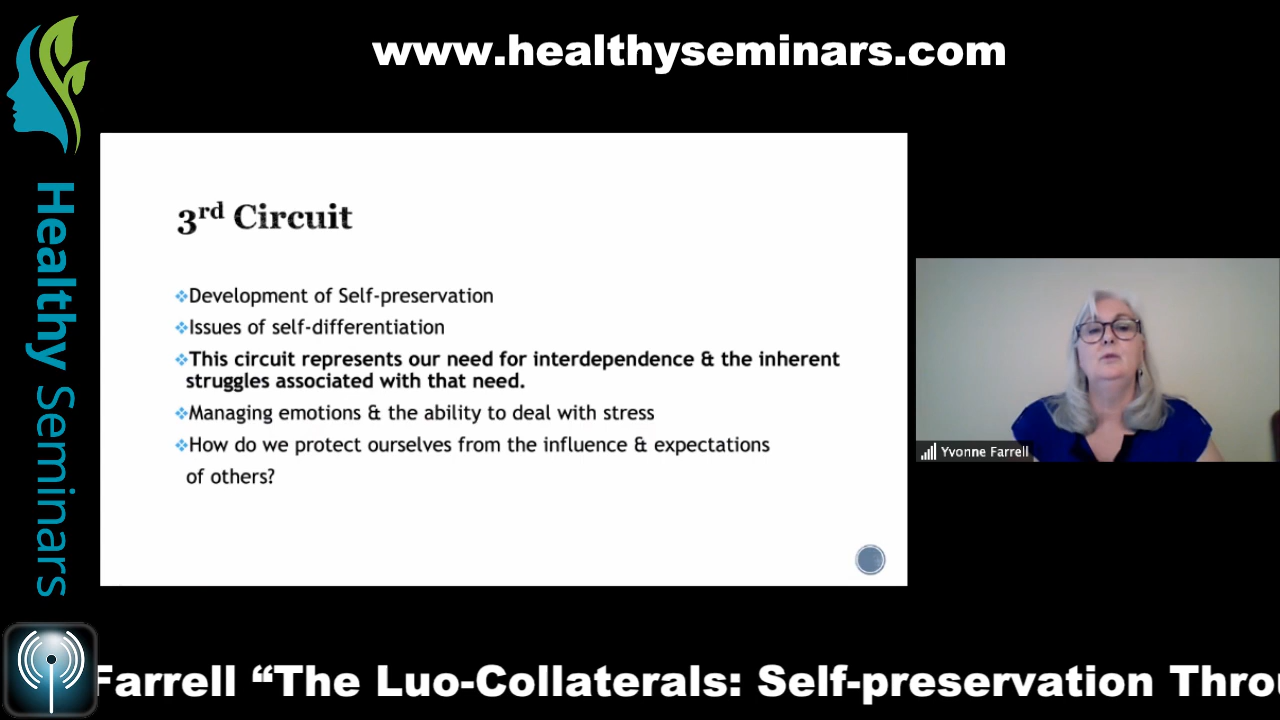 www.healthyseminars.com
Healthy Seminars
3rd Circuit
❖Development of Self-preservation
❖Issues of self-differentiation
❖This circuit represents our need for interdependence & the inherent
struggles associated with that need.
❖Managing emotions & the ability to deal with stress
❖How do we protect ourselves from the influence & expectations
of others?
Yvonne Farrell
Farrell “The Luo-Collaterals: Self-preservation Thro